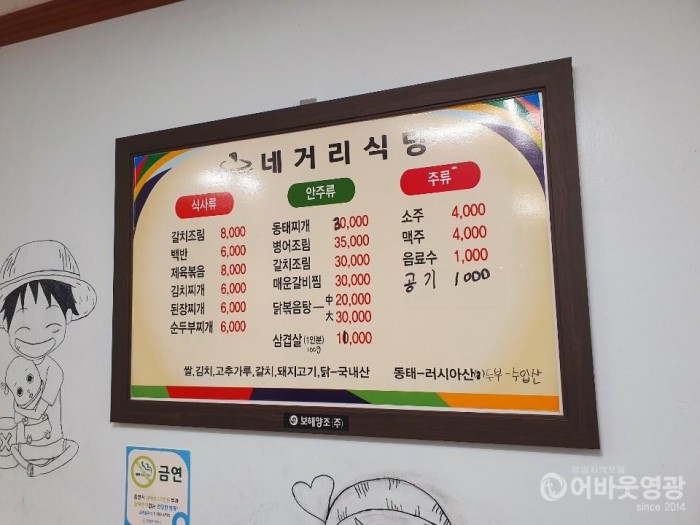 네거리식당
식사류
갈치조림 8,000
백반 6,000
제육볶음 8,000
김치찌개 6,000
된장찌개 6,000
순두부찌개 6,000
안주류
동태찌개 30,000
병어조림 35,000
갈치조림 30,000
매운갈비찜 30,000
닭볶음탕 中 20,000
大 30,000
삼겹살 (1인분) 10,000
주류
소주 4,000
맥주 4,000
음료수 1,000
공기 1000
쌀,김치,고추가루,갈치,돼지고기,닭-국내산
동태-러시아산 두부-수입산
보해양조(주)
금연
어바웃영광
since 2014